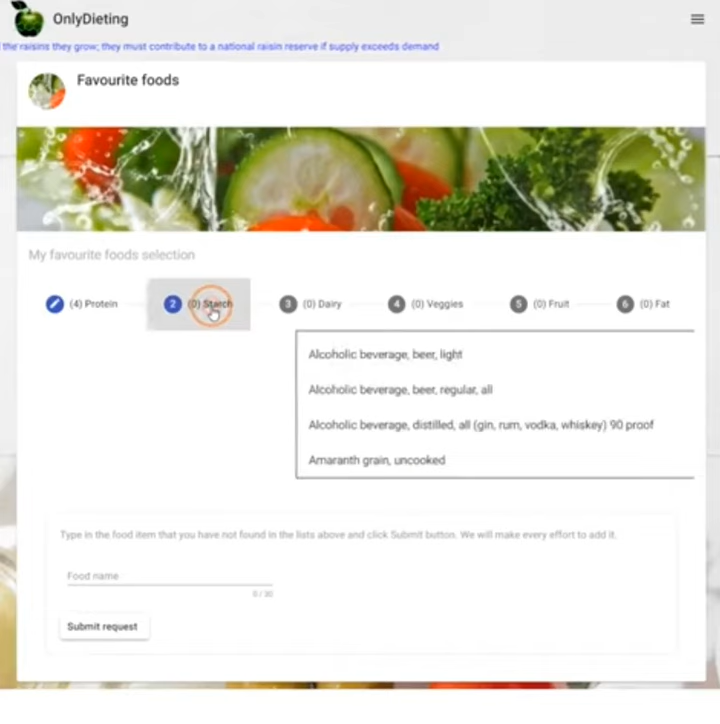 OnlyDieting
the raisins they grow; they must contribute to a national raisin reserve if supply exceeds demand
Favourite foods
My favourite foods selection
(4) Protein
2 (0) Starch
3 (0) Dairy
4 (0) Veggies
5 (0) Fruit
6 (0) Fat
Alcoholic beverage, beer, light
Alcoholic beverage, beer, regular, all
Alcoholic beverage, distilled, all (gin, rum, vodka, whiskey) 90 proof
Amaranth grain, uncooked
Type in the food item that you have not found in the lists above and click Submit button. We will make every effort to add it.
Food name
Submit request